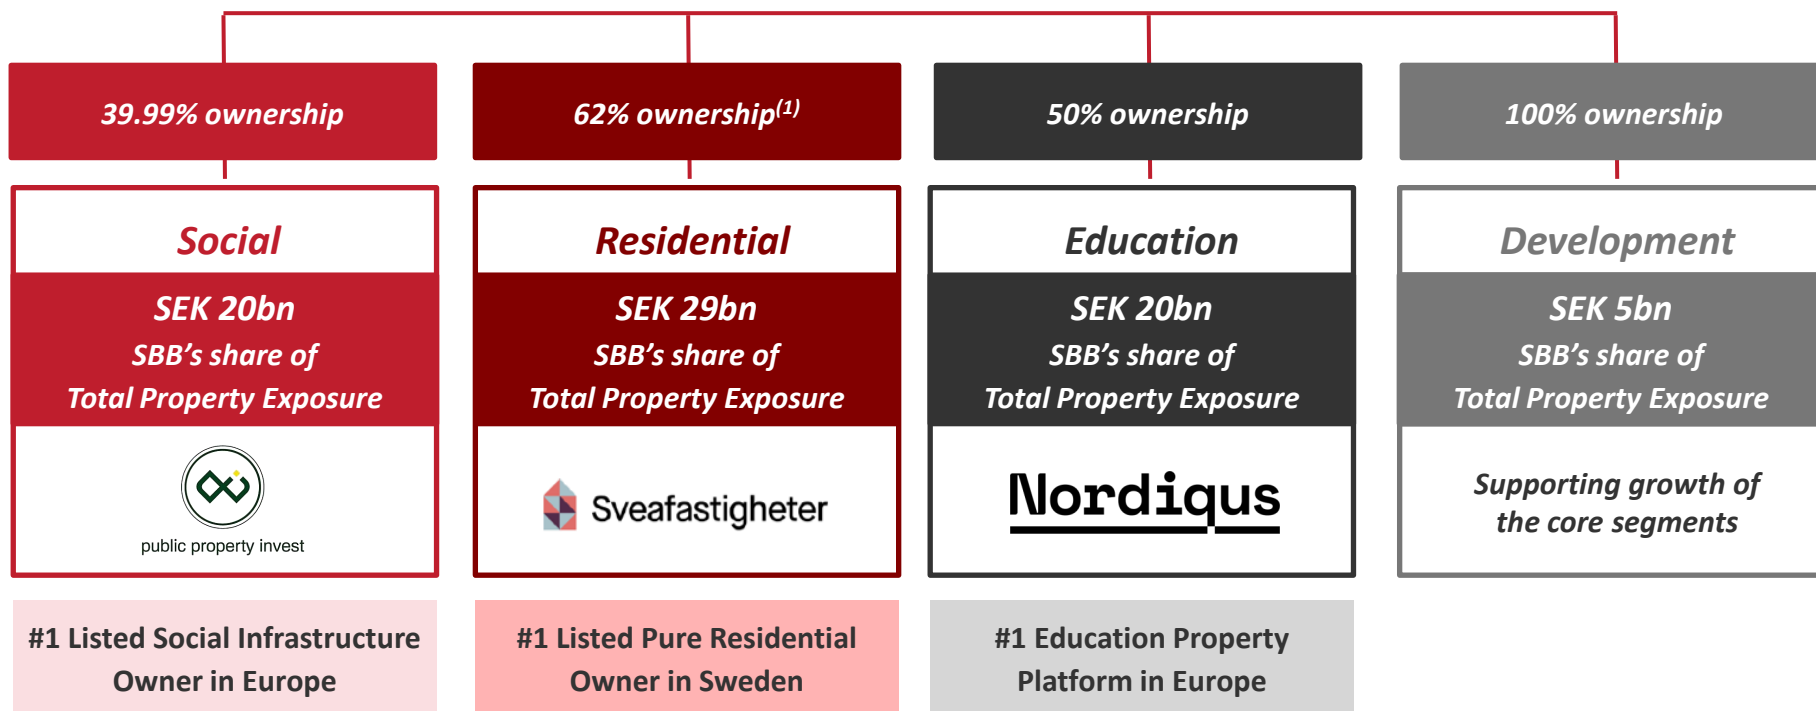 39.99% ownership
62% ownership(1)
50% ownership
100% ownership
Social
Residential
Education
Development
SEK 20bn
SBB’s share of
Total Property Exposure
SEK 29bn
SBB’s share of
Total Property Exposure
SEK 20bn
SBB’s share of
Total Property Exposure
SEK 5bn
SBB’s share of
Total Property Exposure
public property invest
Sveafastigheter
Nordiqus
Supporting growth of
the core segments
#1 Listed Social Infrastructure
Owner in Europe
#1 Listed Pure Residential
Owner in Sweden
#1 Education Property
Platform in Europe